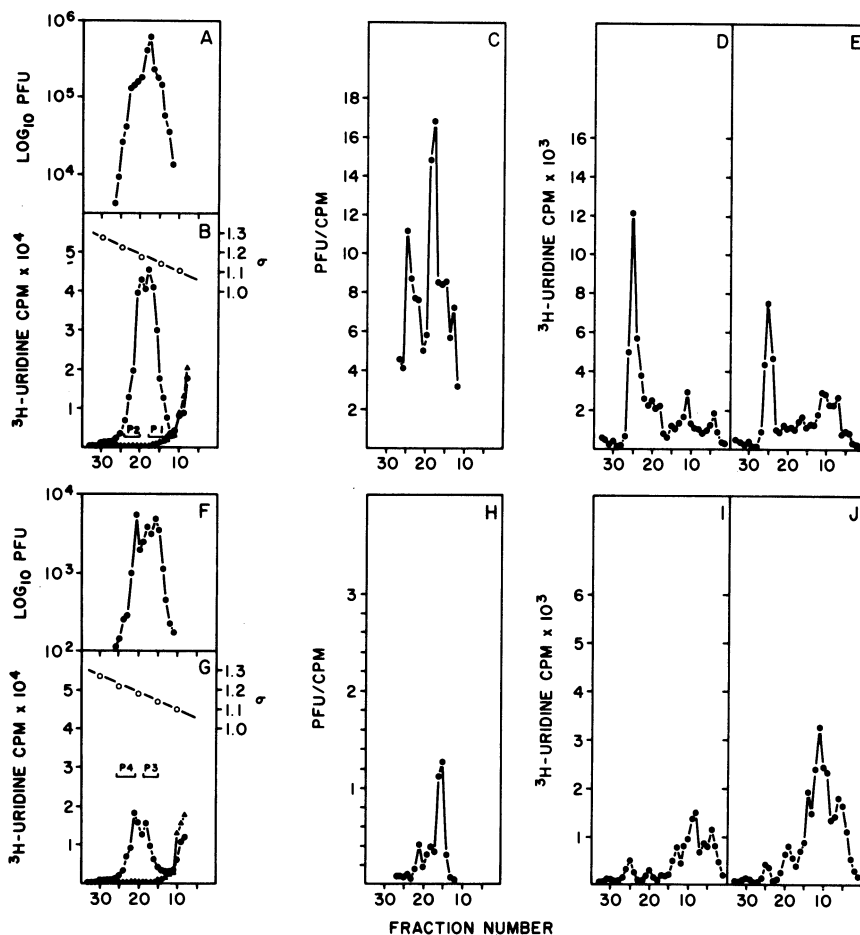 A
LOG₁₀ PFU
10⁶
10⁵
10⁴
B
³H-URIDINE CPM x 10⁴
5
4
3
2
1
1.3
1.2
1.1
1.0
σ
P2
P1
30
20
10
C
PFU/CPM
18
16
14
12
10
8
6
4
2
30
20
10
D
³H-URIDINE CPM x 10³
16
14
12
10
8
6
4
2
30
20
10
E
30
20
10
F
LOG₁₀ PFU
10⁴
10³
10²
G
³H-URIDINE CPM x 10⁴
5
4
3
2
1
1.3
1.2
1.1
1.0
σ
P4
P3
30
20
10
H
PFU/CPM
3
2
1
30
20
10
I
³H-URIDINE CPM x 10³
6
5
4
3
2
1
30
20
10
J
30
20
10
FRACTION NUMBER